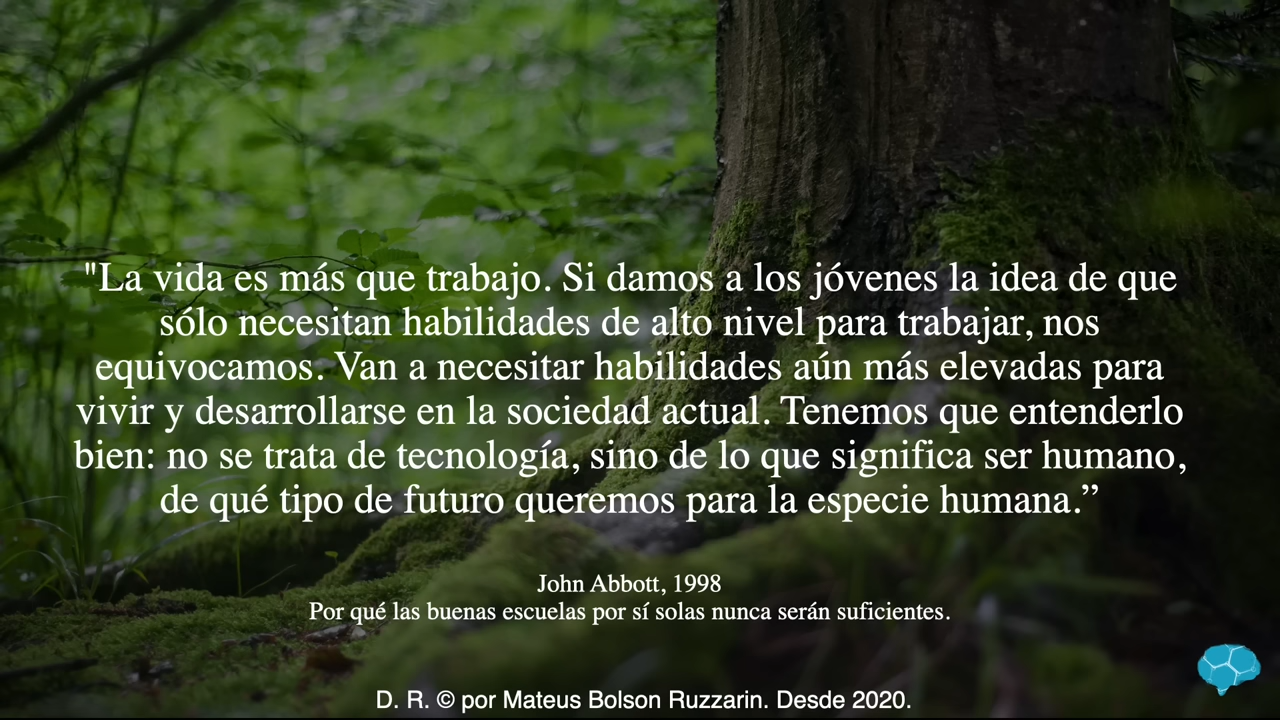 "La vida es más que trabajo. Si damos a los jóvenes la idea de que
sólo necesitan habilidades de alto nivel para trabajar, nos
equivocamos. Van a necesitar habilidades aún más elevadas para
vivir y desarrollarse en la sociedad actual. Tenemos que entenderlo
bien: no se trata de tecnología, sino de lo que significa ser humano,
de qué tipo de futuro queremos para la especie humana.”
John Abbott, 1998
Por qué las buenas escuelas por sí solas nunca serán suficientes.
D. R. © por Mateus Bolson Ruzzarin. Desde 2020.